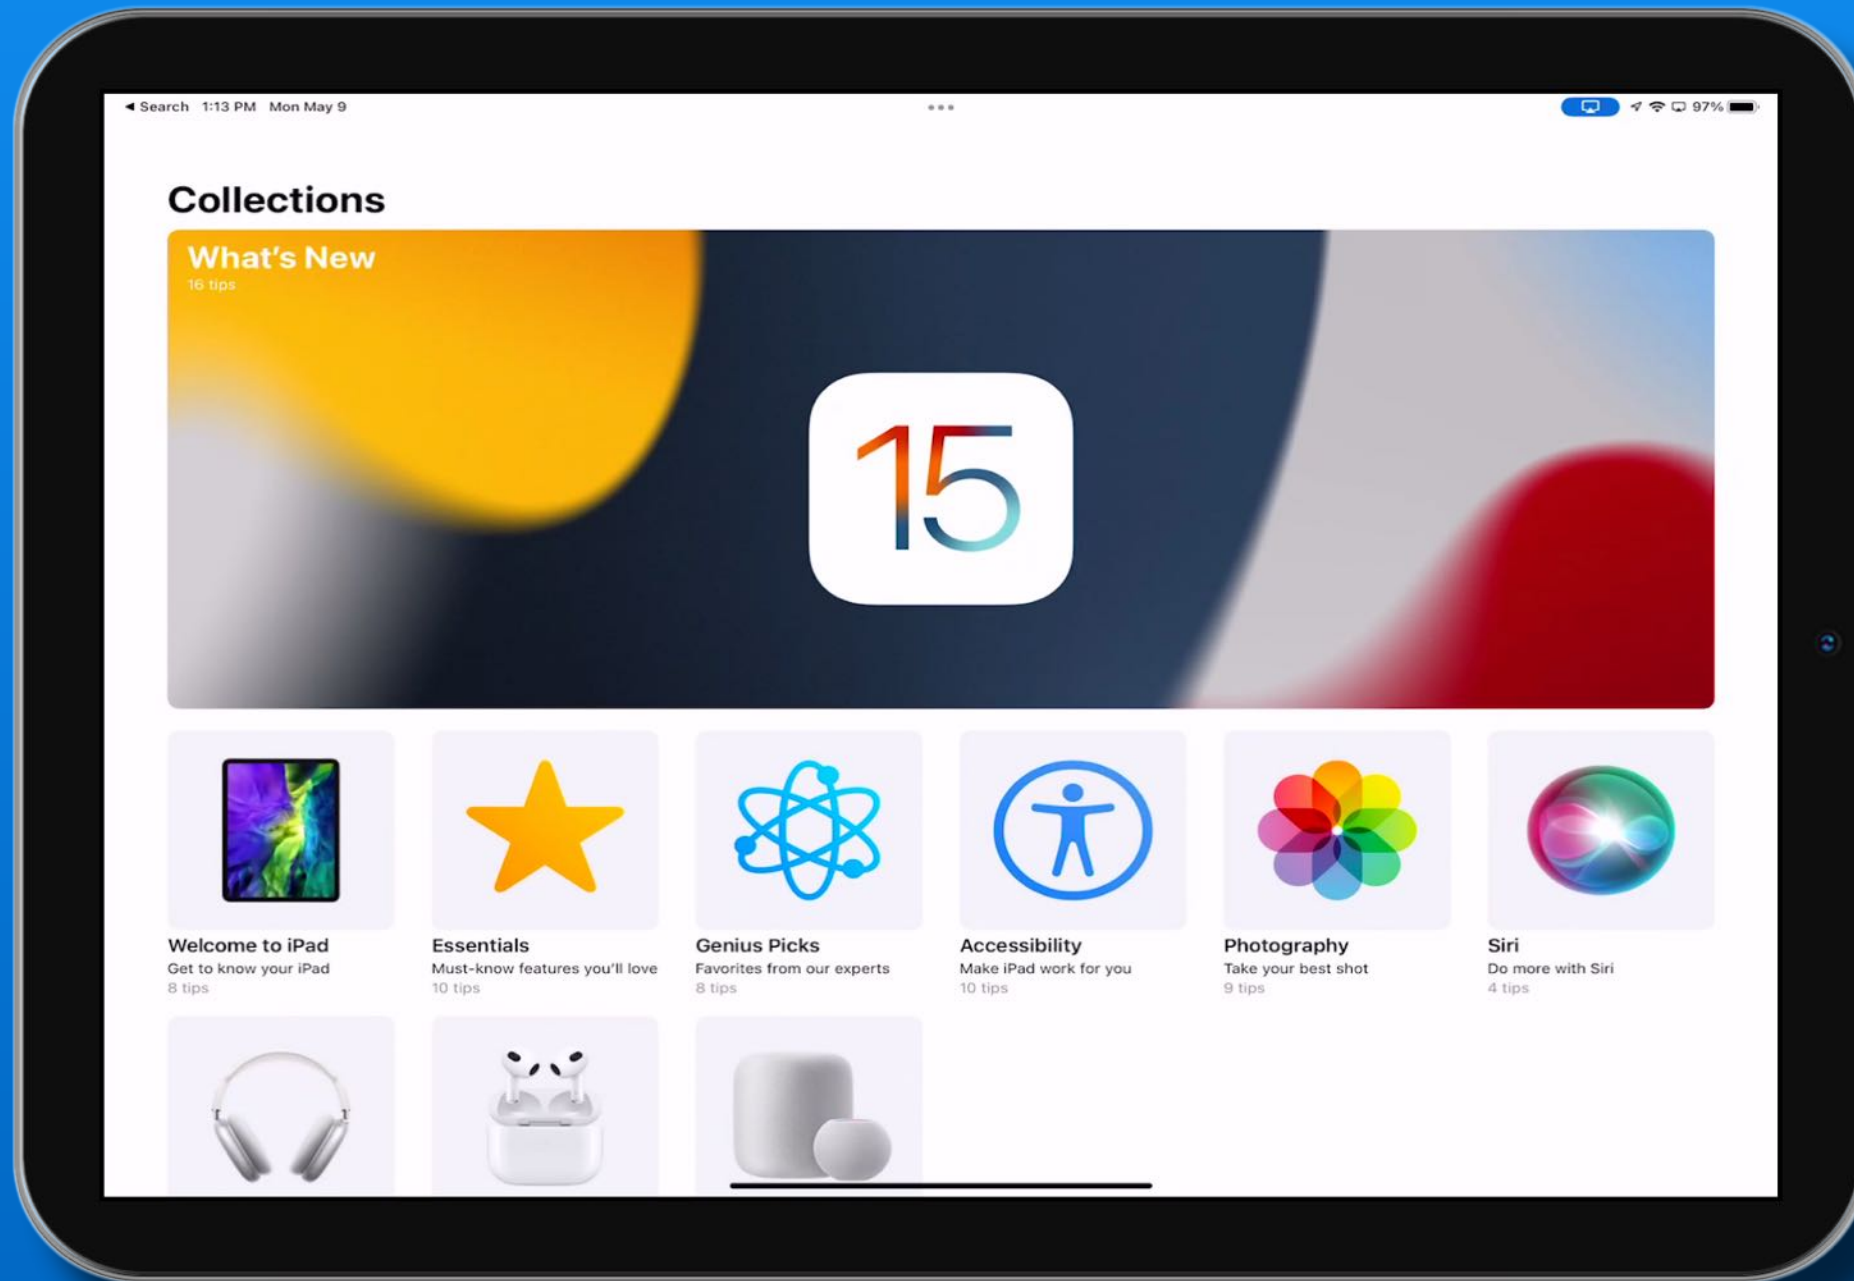 Search 1:13 PM Mon May 9
97%
Collections
What's New
16 tips
15
Welcome to iPad
Get to know your iPad
8 tips
Essentials
Must-know features you'll love
10 tips
Genius Picks
Favorites from our experts
8 tips
Accessibility
Make iPad work for you
10 tips
Photography
Take your best shot
9 tips
Siri
Do more with Siri
4 tips